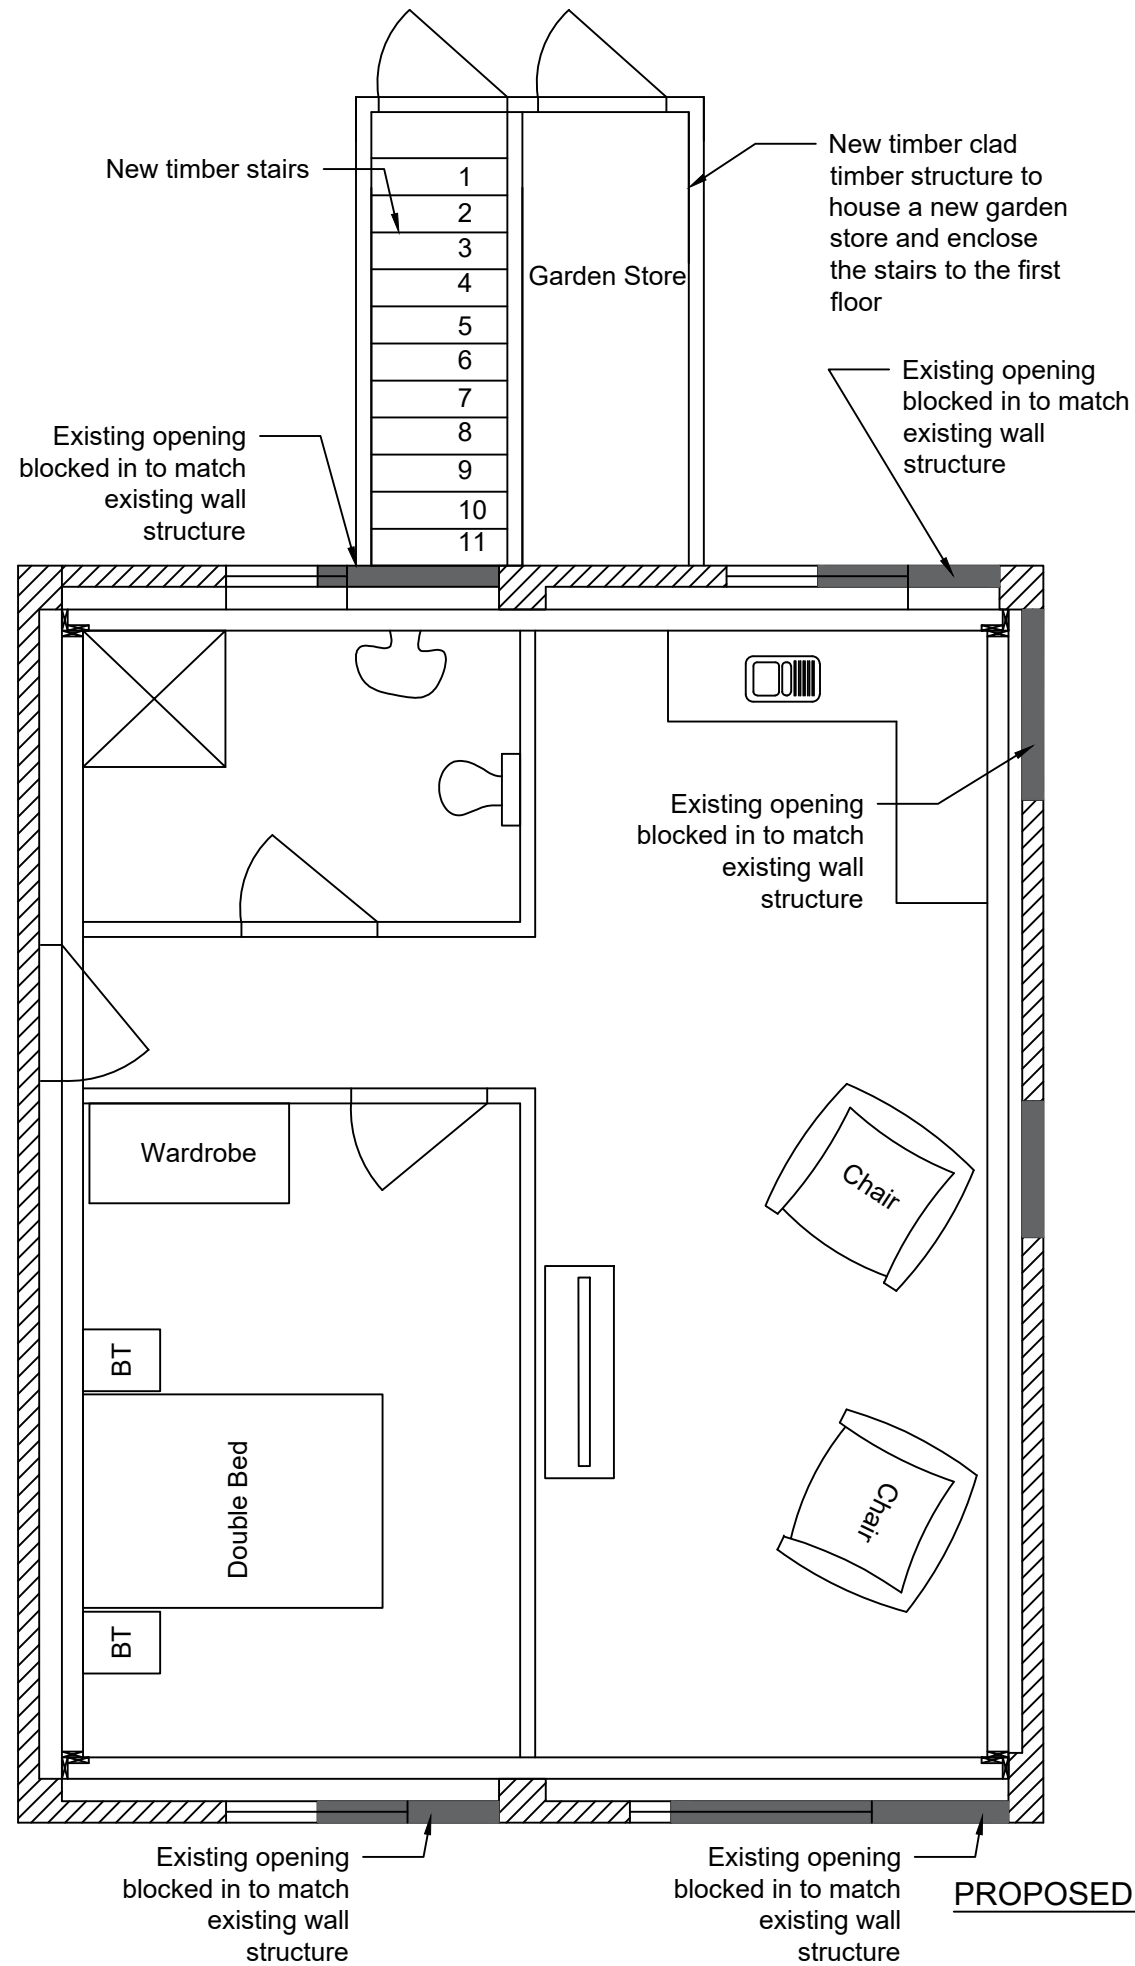 New timber stairs
New timber clad
timber structure to
house a new garden
store and enclose
the stairs to the first
floor
1
2
3
4
5
6
7
8
9
10
11
Garden Store
Existing opening
blocked in to match
existing wall
structure
Existing opening
blocked in to match
existing wall
structure
Existing opening
blocked in to match
existing wall
structure
Wardrobe
Chair
BT
Double Bed
Chair
BT
Existing opening
blocked in to match
existing wall
structure
Existing opening
blocked in to match
existing wall
structure
PROPOSED